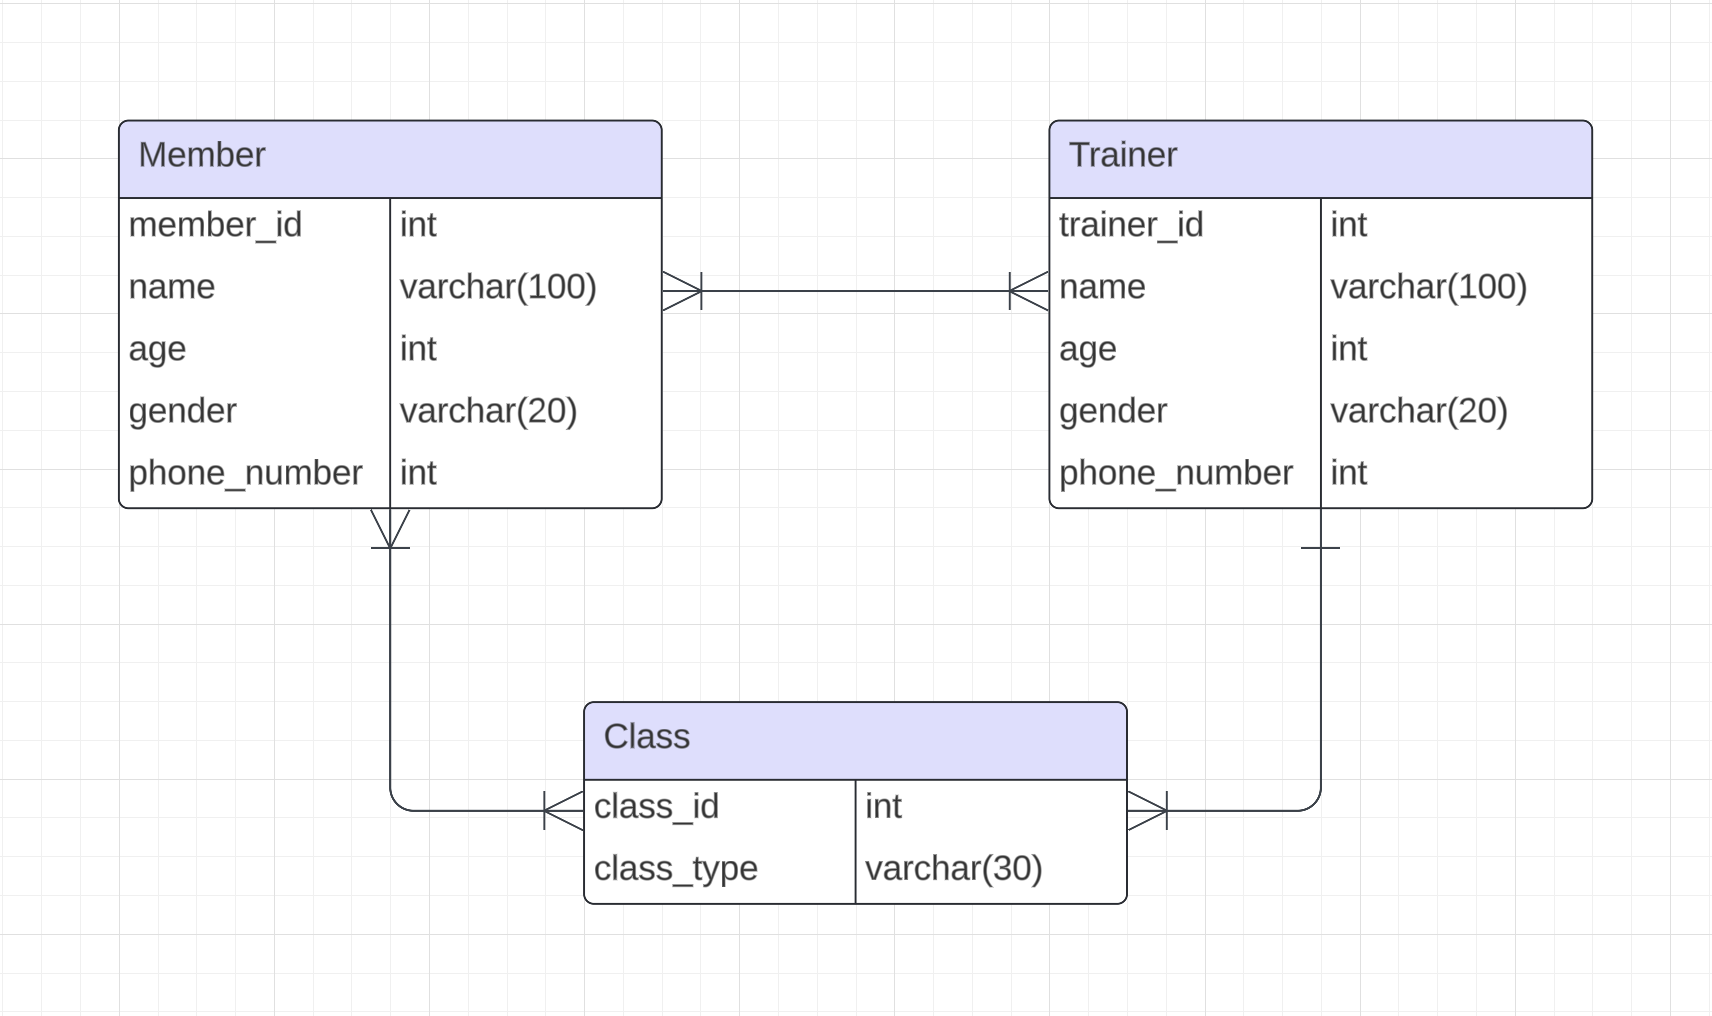 Member
member_id int
name varchar(100)
age int
gender varchar(20)
phone_number int
Trainer
trainer_id int
name varchar(100)
age int
gender varchar(20)
phone_number int
Class
class_id int
class_type varchar(30)